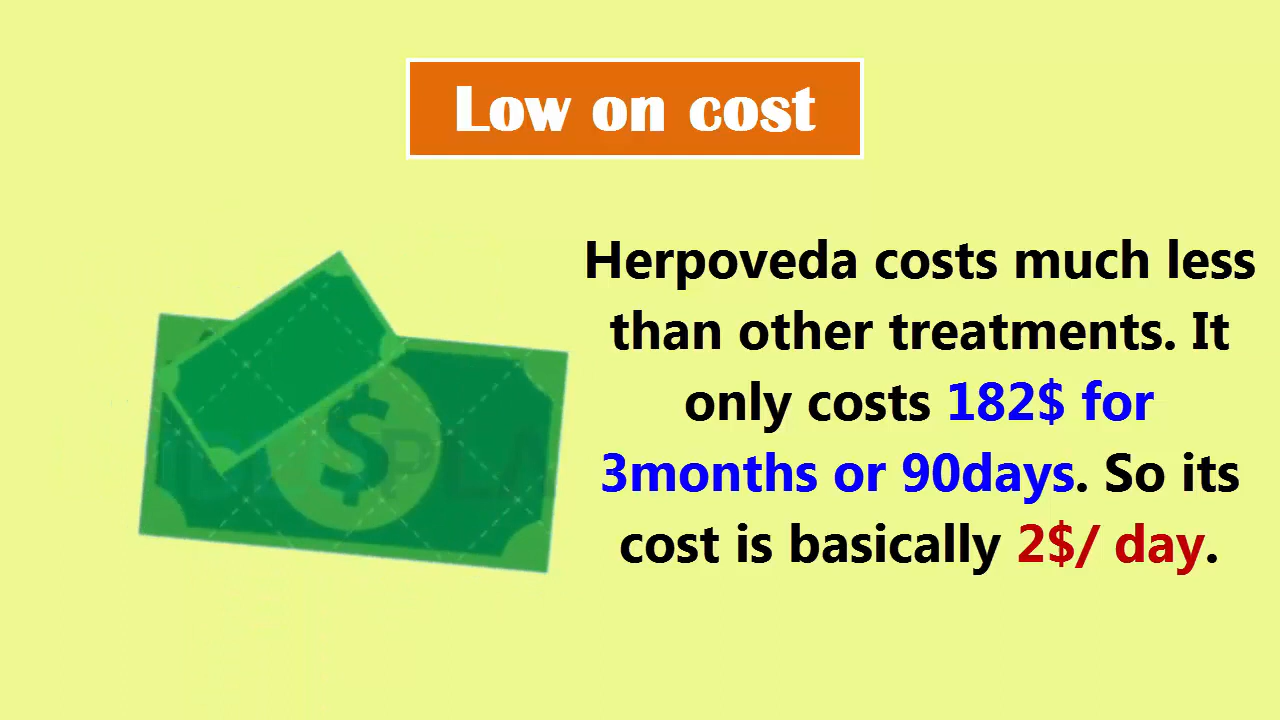 Low on cost
Herpoveda costs much less
than other treatments. It
only costs 182$ for
3months or 90days. So its
cost is basically 2$/ day.
$